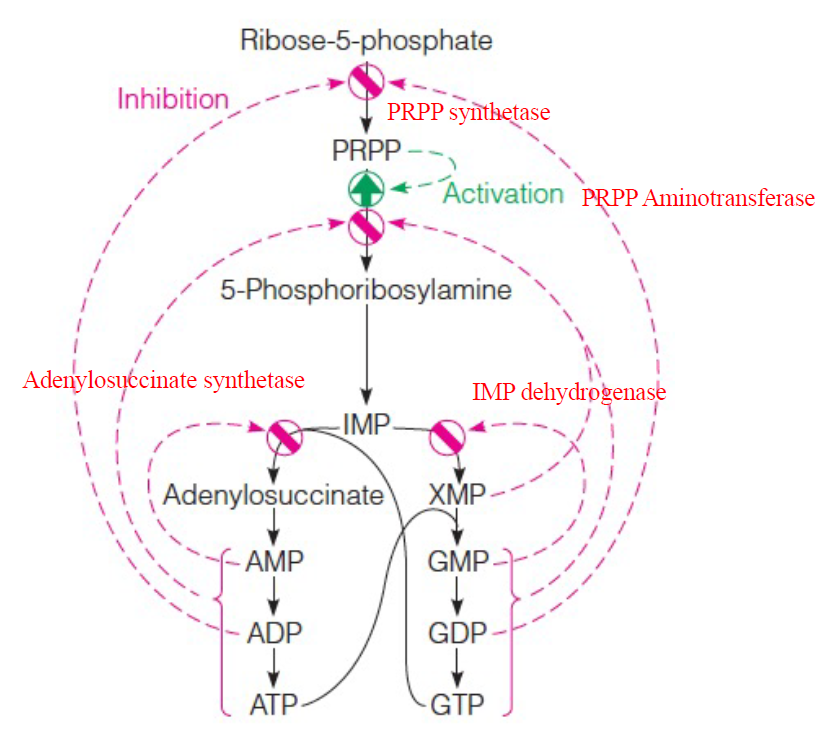 Ribose-5-phosphate
Inhibition
PRPP synthetase
PRPP
Activation
PRPP Aminotransferase
5-Phosphoribosylamine
Adenylosuccinate synthetase
IMP dehydrogenase
IMP
Adenylosuccinate
XMP
AMP
GMP
ADP
GDP
ATP
GTP